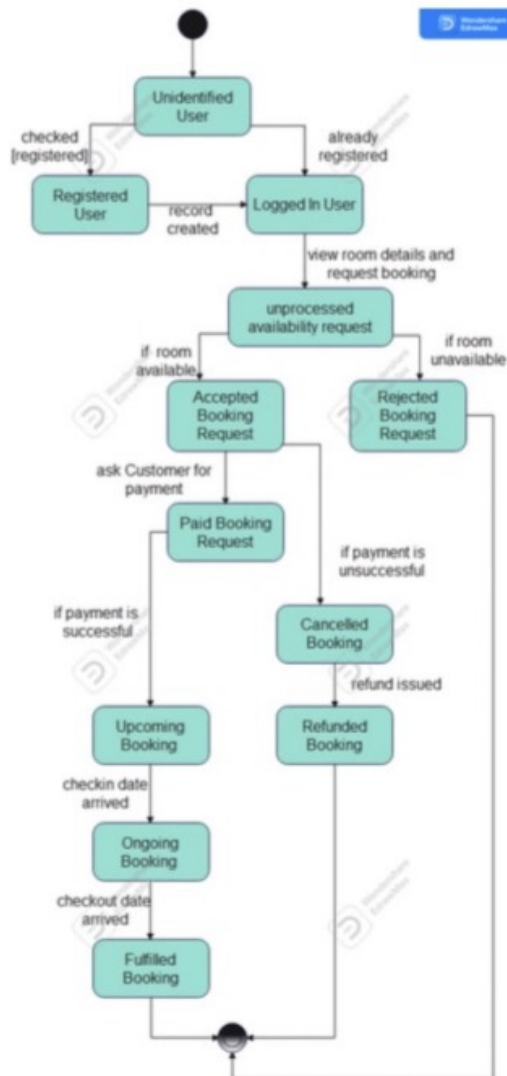 Wondershare
EdrawMax
Unidentified
User
checked
[registered]
already
registered
Registered
User
record
created
Logged In User
view room details and
request booking
unprocessed
availability request
if room
available
if room
unavailable
Accepted
Booking
Request
Rejected
Booking
Request
ask Customer for
payment
Paid Booking
Request
if payment is
unsuccessful
if payment is
successful
Cancelled
Booking
refund issued
Upcoming
Booking
Refunded
Booking
checkin date
arrived
Ongoing
Booking
checkout date
arrived
Fulfilled
Booking